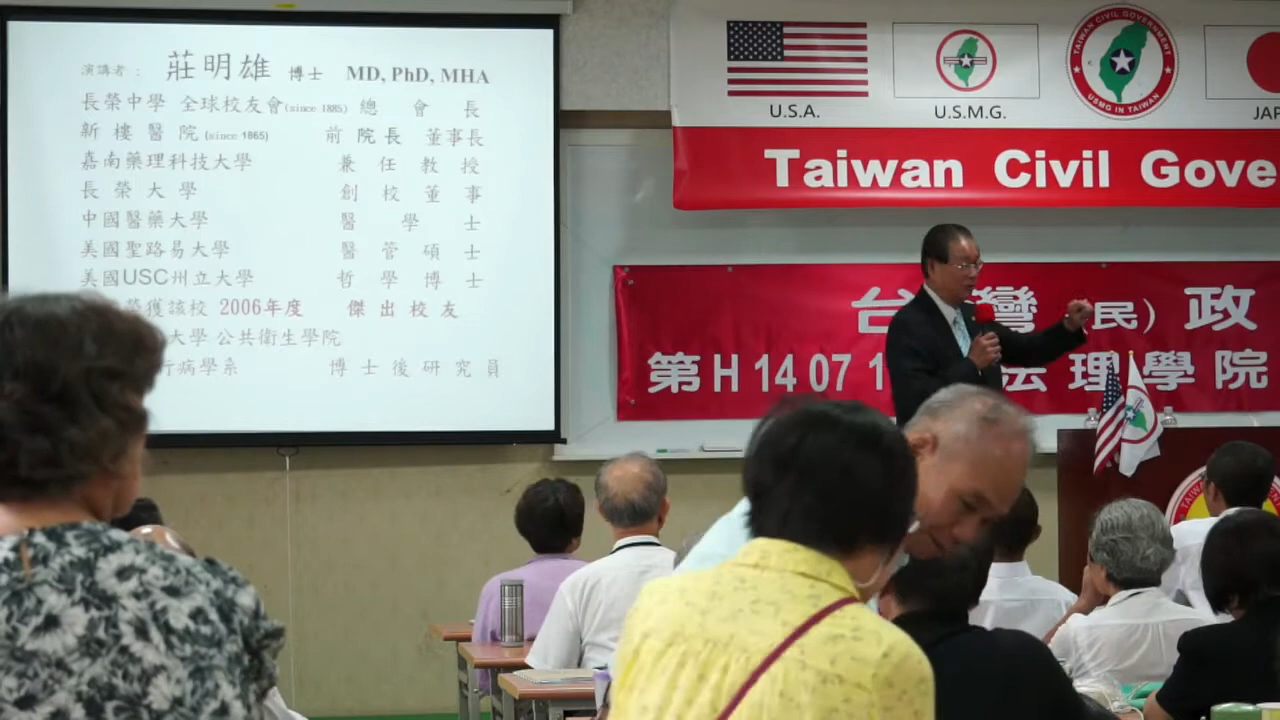 演講者： 莊明雄 博士 MD, PhD, MHA
長榮中學 全球校友會(since 1885) 總 會 長
新樓醫院(since 1865) 前 院長 董事長
嘉南藥理科技大學 兼 任 教 授
長榮大學 創 校 董 事
中國醫藥大學 醫 學 士
美國聖路易大學 醫 管 碩 士
美國USC州立大學 哲 學 博 士
榮獲該校 2006年度 傑出校友
大學 公共衛生學院
行病學系 博士後研究員
U.S.A.
U.S.M.G.
TAIWAN CIVIL GOVERNMENT
USMG IN TAIWAN
JAP
Taiwan Civil Gove
台灣(民)政
第H 14 07 1 法理學院